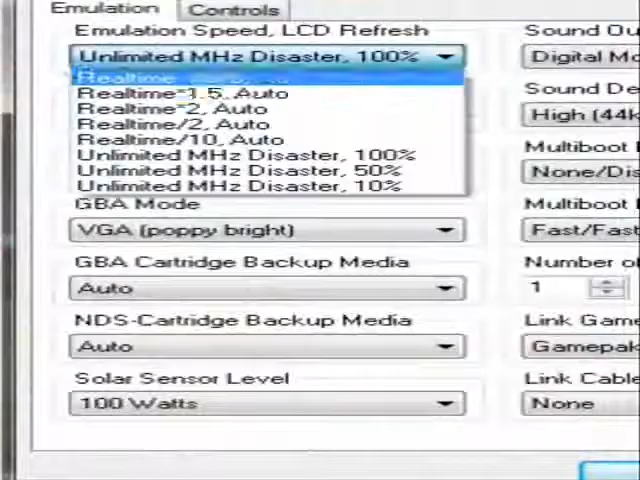 Emulation
Controls
Emulation Speed, LCD Refresh
Sound Ou
Unlimited MHz Disaster, 100%
Digital Mo
Realtime
Realtime*1.5, Auto
Realtime*2, Auto
Realtime/2, Auto
Realtime/10, Auto
Unlimited MHz Disaster, 100%
Unlimited MHz Disaster, 50%
Unlimited MHz Disaster, 10%
Sound De
High (44k
Multiboot
None/Dis
GBA Mode
Multiboot
VGA (poppy bright)
Fast/Fast
GBA Cartridge Backup Media
Number of
Auto
1
NDS-Cartridge Backup Media
Link Game
Auto
Gamepak
Solar Sensor Level
Link Cable
100 Watts
None